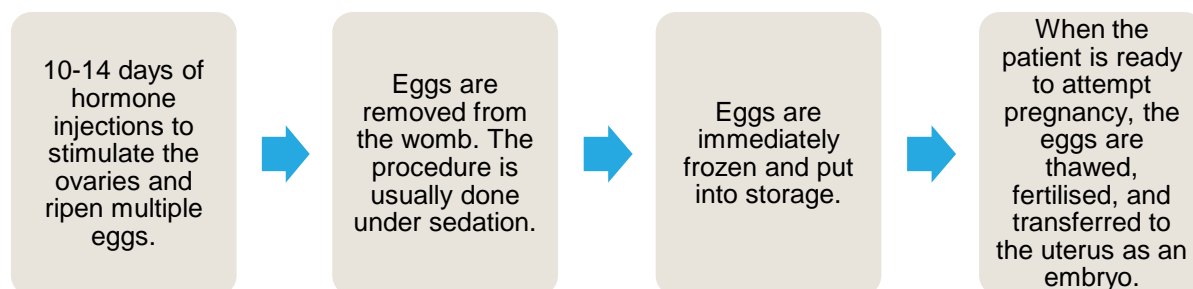 10-14 days of
hormone
injections to
stimulate the
ovaries and
ripen multiple
eggs.
Eggs are
removed from
the womb. The
procedure is
usually done
under sedation.
Eggs are
immediately
frozen and put
into storage.
When the
patient is ready
to attempt
pregnancy, the
eggs are
thawed,
fertilised, and
transferred to
the uterus as an
embryo.